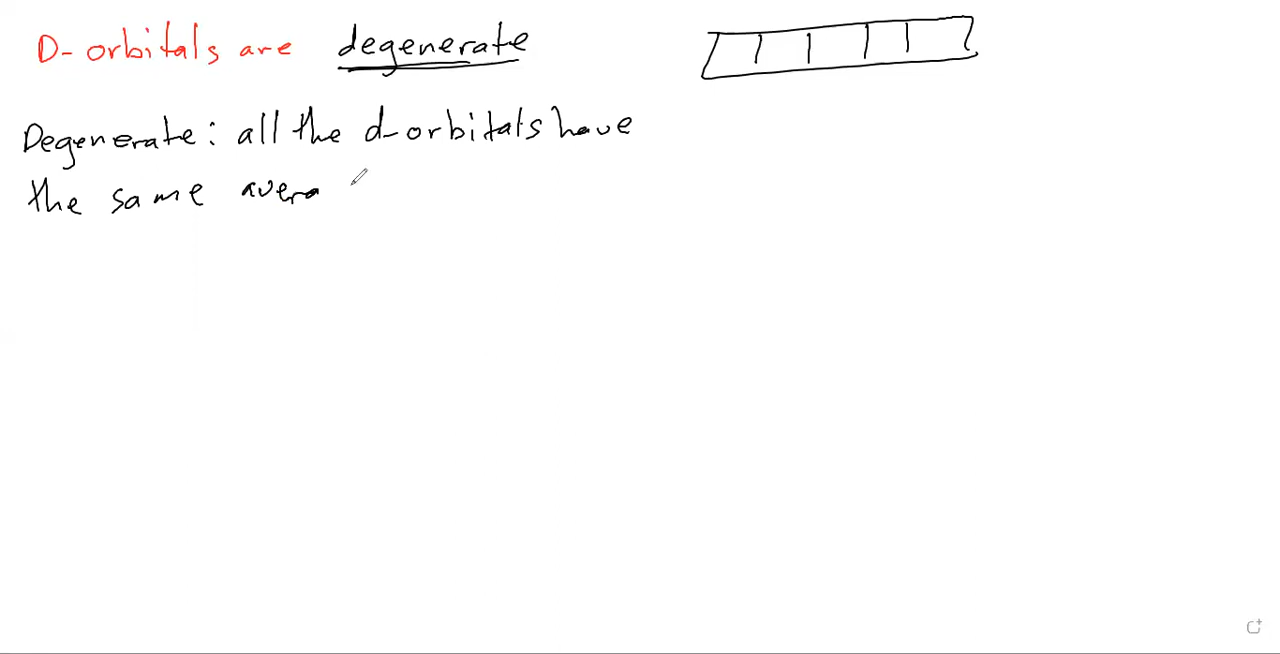 D-orbitals are degenerate
Degenerate: all the d-orbitals have
the same avera